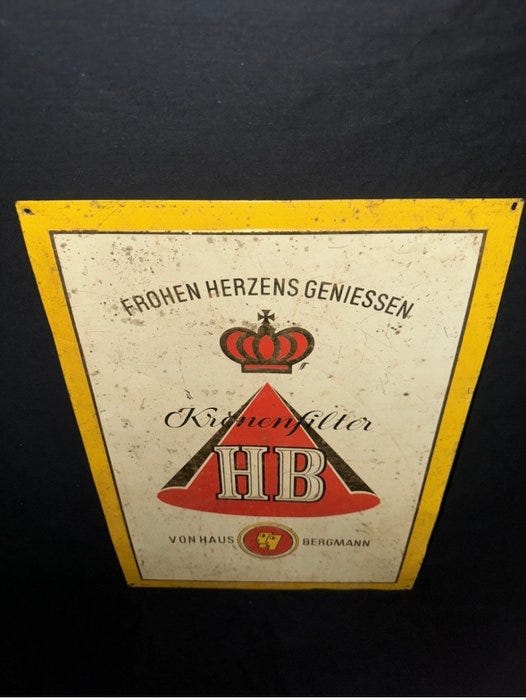 FROHEN HERZENS GENIESSEN
Kronenfilter
HB
VON HAUS BERGMANN